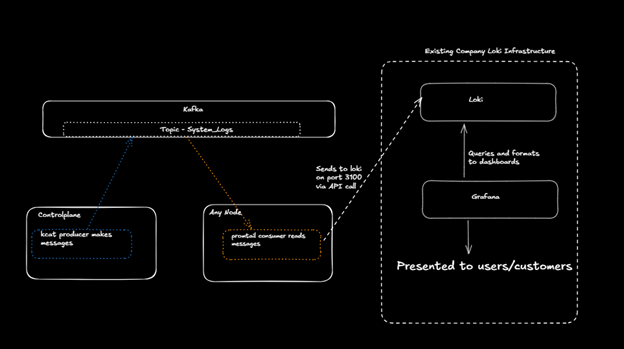 Existing Company Loki Infrastructure
Kafka
Topic - System_Logs
Loki
Queries and formats
to dashboards
Sends to loki
on port 3100
via API call
Controlplane
kcat producer makes
messages
Any Node
promtail consumer reads
messages
Grafana
Presented to users/customers